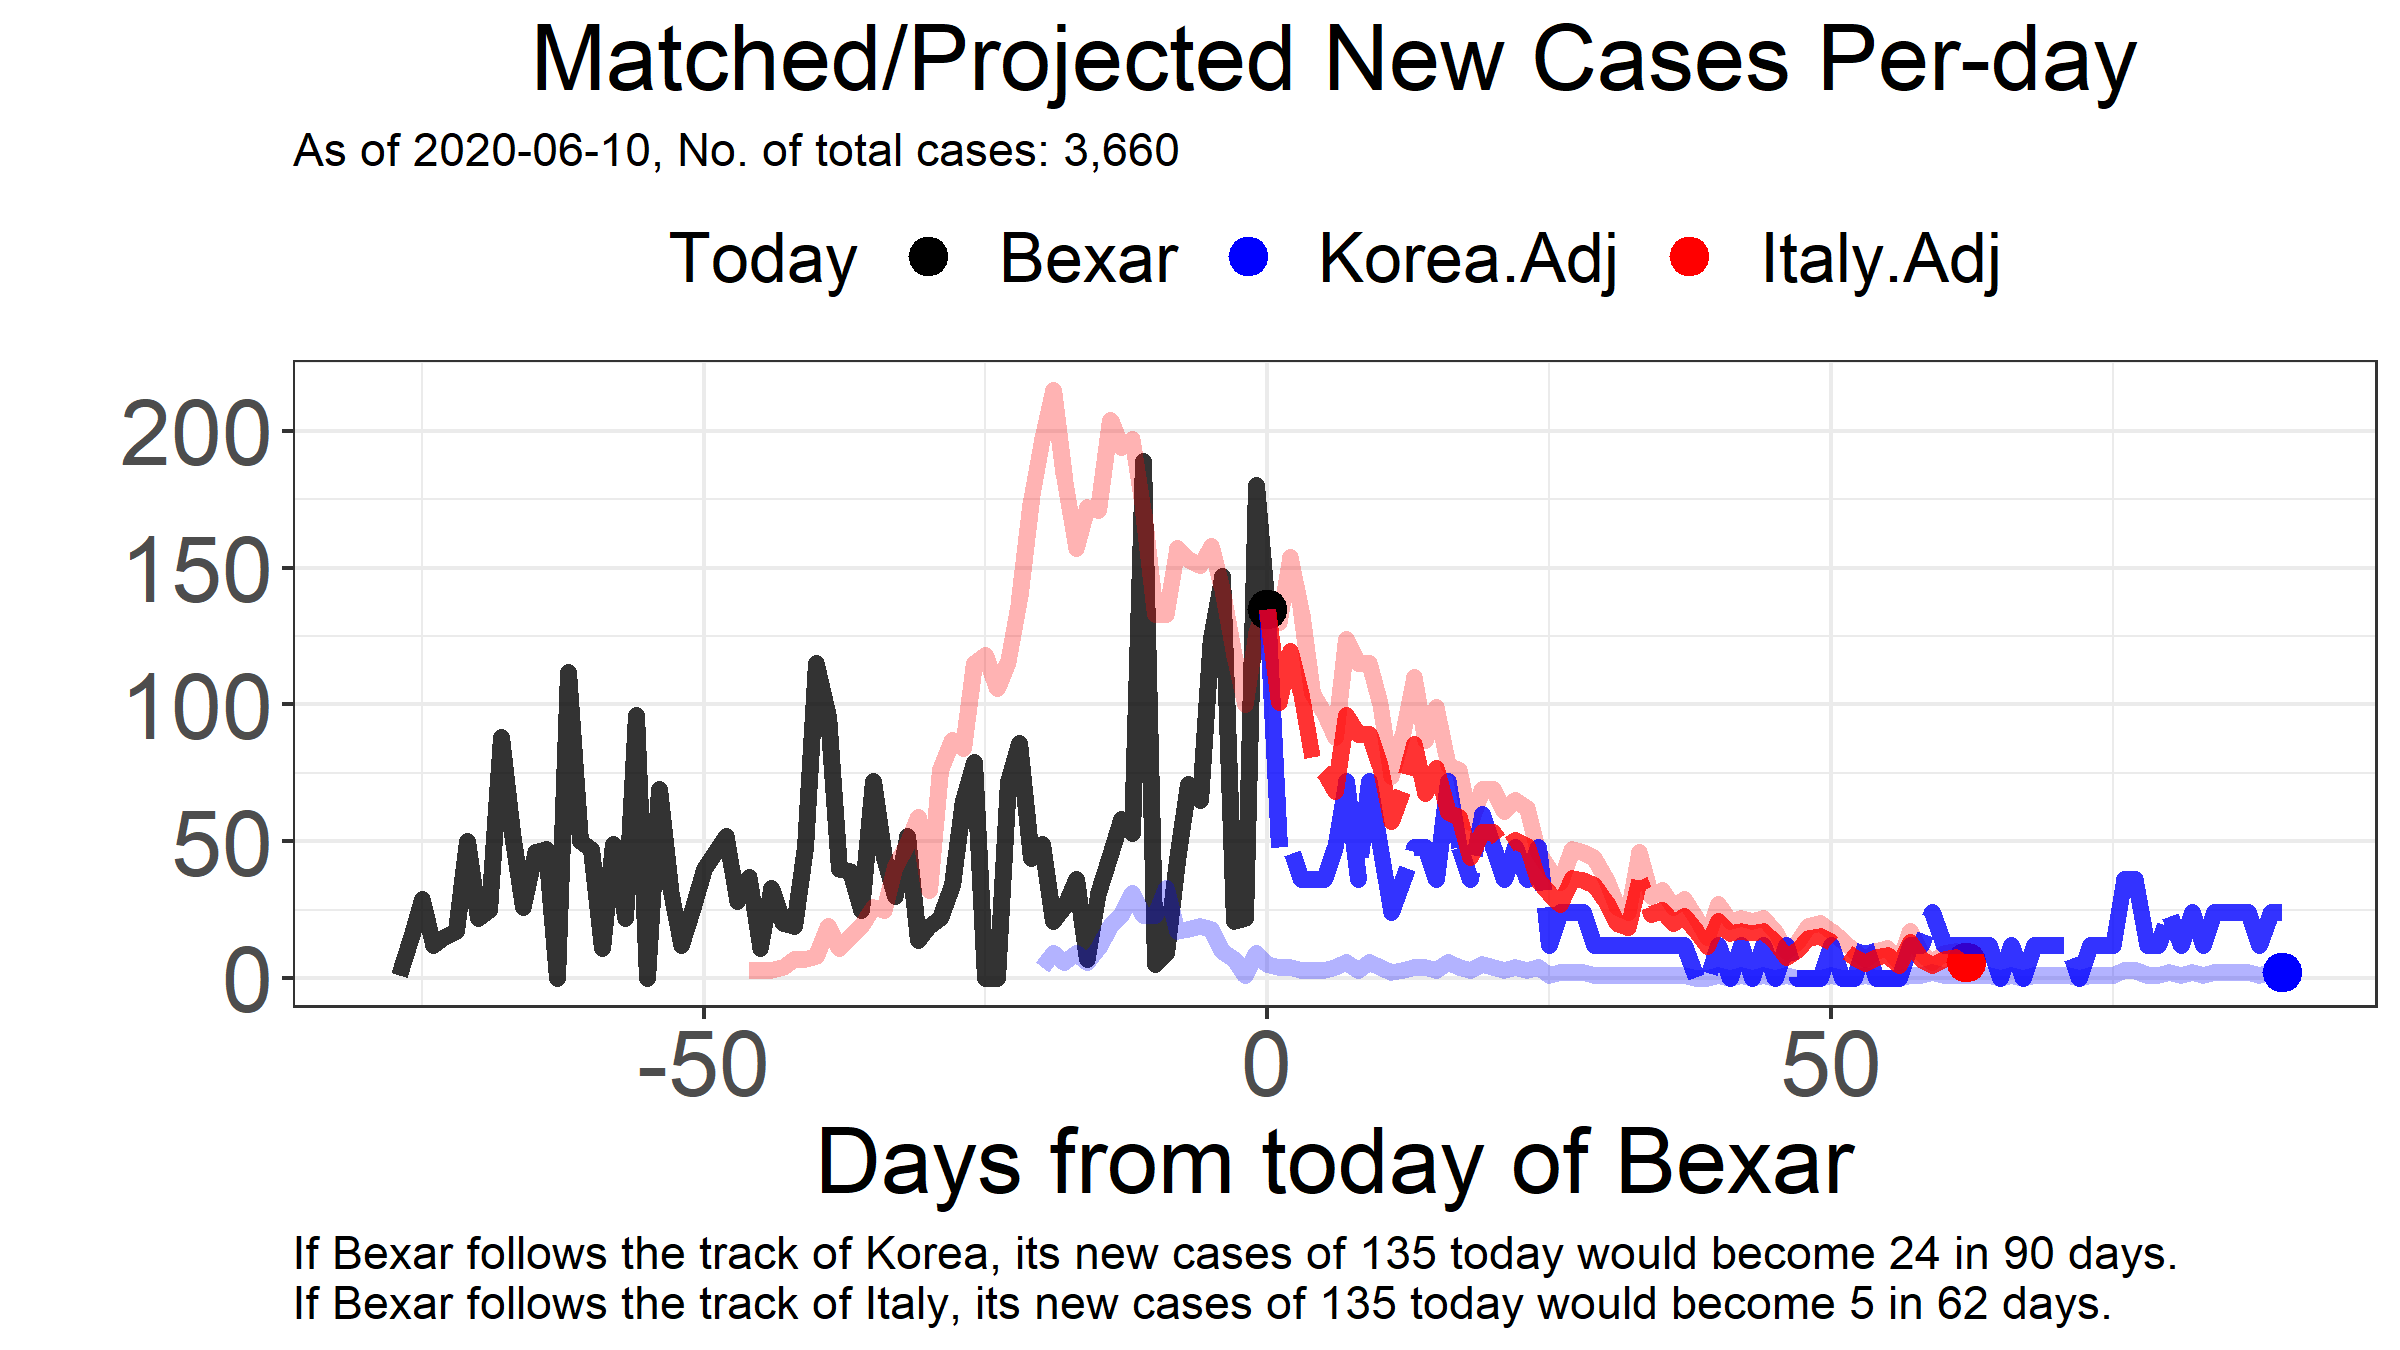 Matched/Projected New Cases Per-day
As of 2020-06-10, No. of total cases: 3,660
Today Bexar Korea.Adj Italy.Adj
200
150
100
50
0
-50 0 50
Days from today of Bexar
If Bexar follows the track of Korea, its new cases of 135 today would become 24 in 90 days.
If Bexar follows the track of Italy, its new cases of 135 today would become 5 in 62 days.